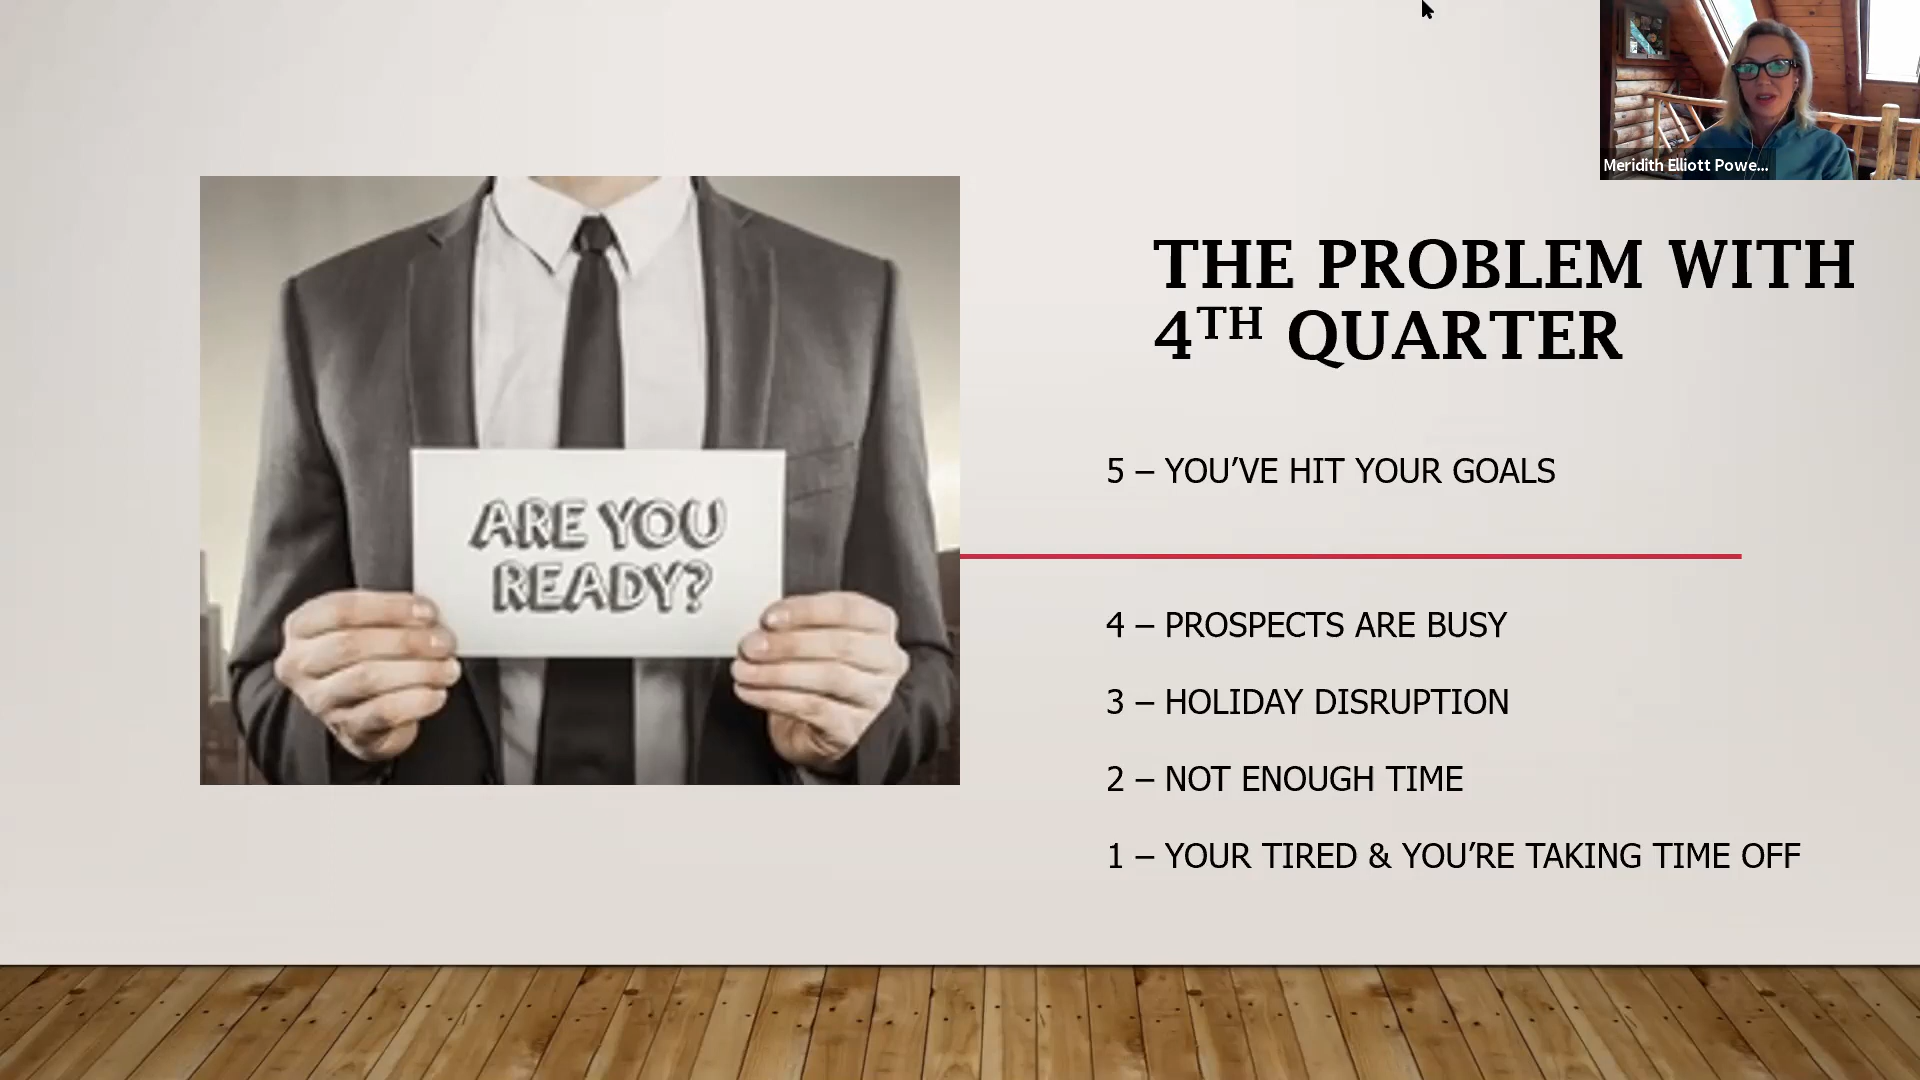 Meridith Elliott Powe...
THE PROBLEM WITH
4TH QUARTER
ARE YOU
READY?
5 – YOU’VE HIT YOUR GOALS
4 – PROSPECTS ARE BUSY
3 – HOLIDAY DISRUPTION
2 – NOT ENOUGH TIME
1 – YOUR TIRED & YOU’RE TAKING TIME OFF